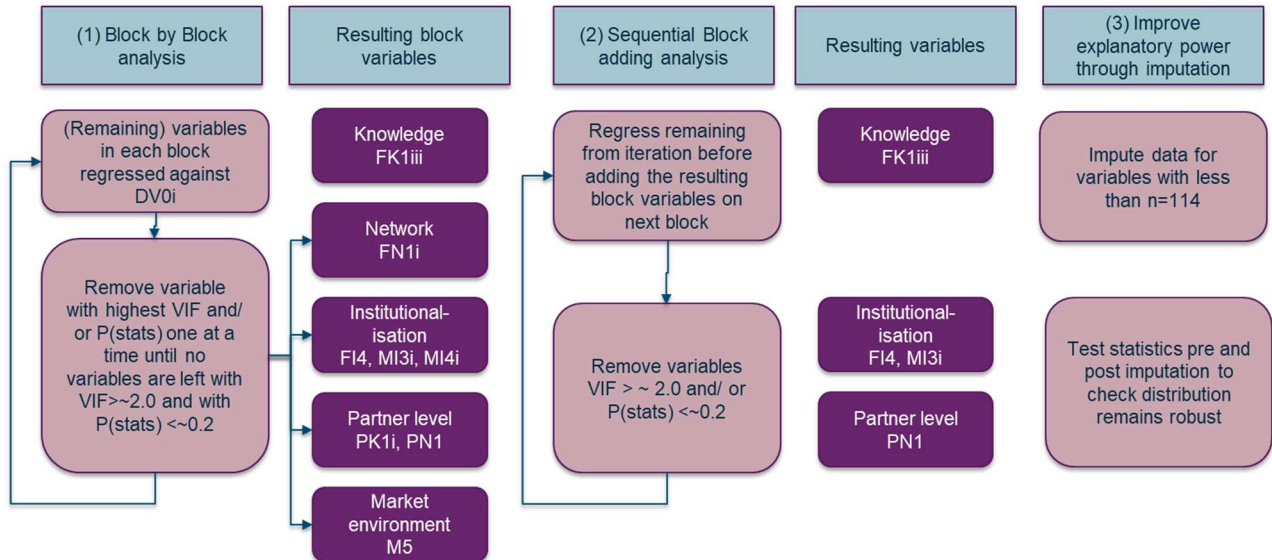 (1) Block by Block
analysis
Resulting block
variables
(2) Sequential Block
adding analysis
Resulting variables
(3) Improve
explanatory power
through imputation
(Remaining) variables
in each block
regressed against
DV0i
Remove variable
with highest VIF and/
or P(stats) one at a
time until no
variables are left with
VIF>~2.0 and with
P(stats) <~0.2
Knowledge
FK1iii
Network
FN1i
Institutional-
isation
FI4, MI3i, MI4i
Partner level
PK1i, PN1
Market
environment
M5
Regress remaining
from iteration before
adding the resulting
block variables on
next block
Remove variables
VIF > ~ 2.0 and/ or
P(stats) <~0.2
Knowledge
FK1iii
Institutional-
isation
FI4, MI3i
Partner level
PN1
Impute data for
variables with less
than n=114
Test statistics pre and
post imputation to
check distribution
remains robust